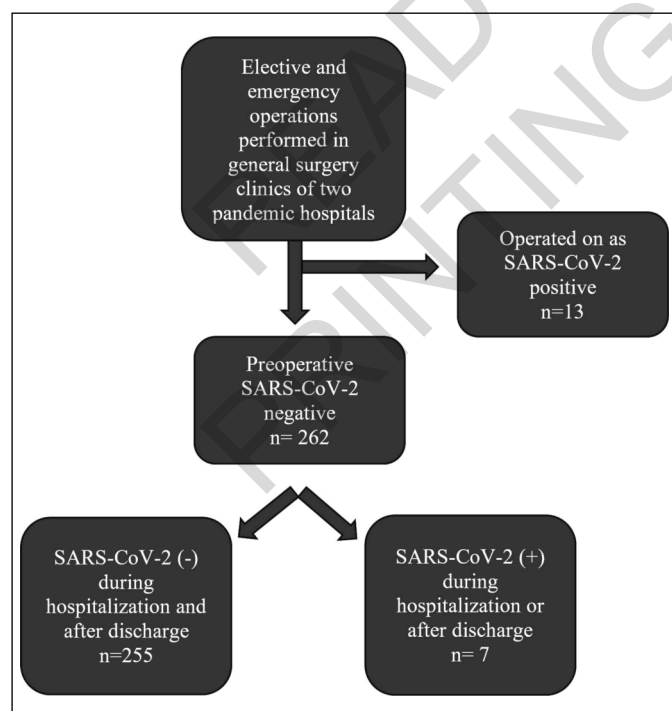 Elective and
emergency
operations
performed in
general surgery
clinics of two
pandemic hospitals
Operated on as
SARS-CoV-2
positive
n=13
Preoperative
SARS-CoV-2
negative
n= 262
SARS-CoV-2 (-)
during
hospitalization and
after discharge
n=255
SARS-CoV-2 (+)
during
hospitalization or
after discharge
n= 7
READ
PRINTING